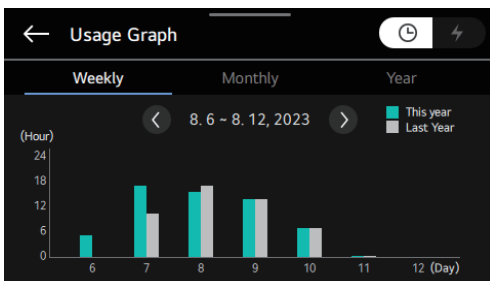 Usage Graph
Weekly Monthly Year
8. 6 ~ 8. 12, 2023
This year
Last Year
(Hour)
24
18
12
6
0
6 7 8 9 10 11 12 (Day)